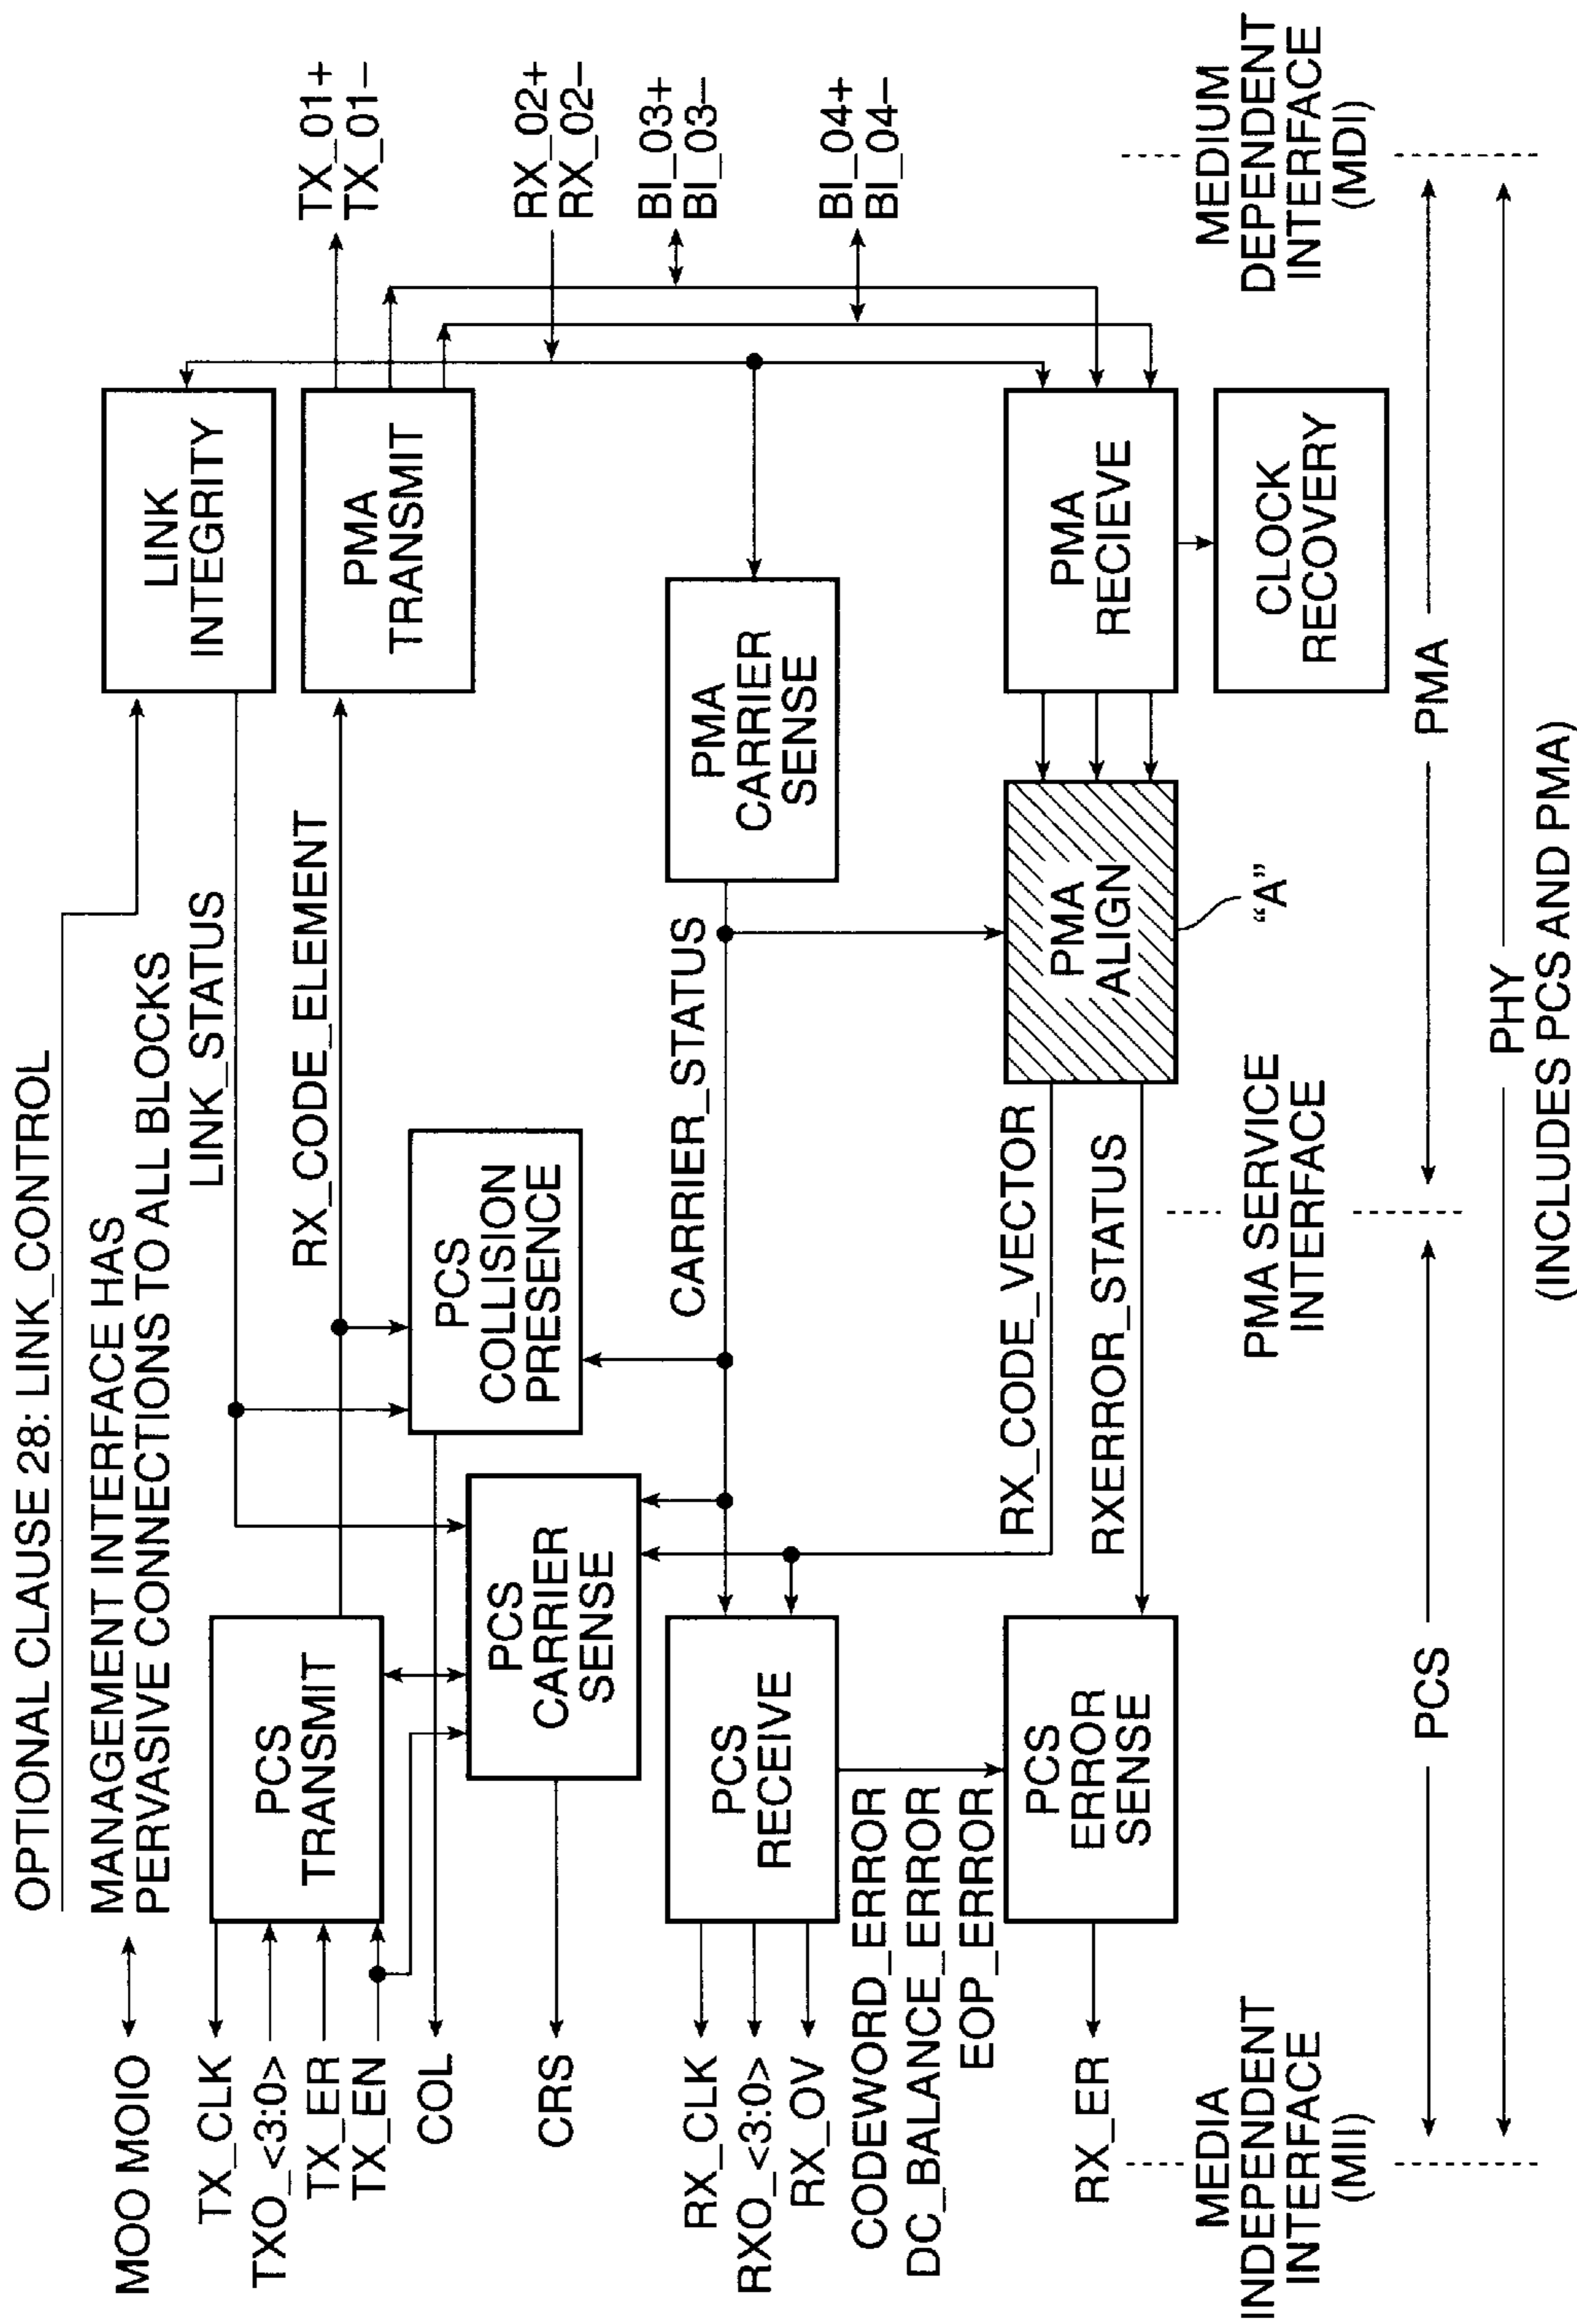 OPTIONAL CLAUSE 28: LINK_CONTROL
MANAGEMENT INTERFACE HAS
PERVASIVE CONNECTIONS TO ALL BLOCKS
MOO MOIO
TX_CLK
TXO_<3:0>
TX_ER
TX_EN
COL
CRS
RX_CLK
RXO_<3:0>
RX_OV
RX_ER
PCS
TRANSMIT
PCS
COLLISION
PRESENCE
PCS
CARRIER
SENSE
PCS
RECEIVE
CODEWORD_ERROR
DC_BALANCE_ERROR
EOP_ERROR
PCS
ERROR
SENSE
LINK_STATUS
RX_CODE_ELEMENT
CARRIER_STATUS
RX_CODE_VECTOR
RXERROR_STATUS
LINK
INTEGRITY
PMA
TRANSMIT
PMA
CARRIER
SENSE
PMA
ALIGN
"A"
PMA
RECIEVE
CLOCK
RECOVERY
TX_01+
TX_01−
RX_02+
RX_02−
BI_03+
BI_03−
BI_04+
BI_04−
MEDIA
INDEPENDENT
INTERFACE
(MII)
PMA SERVICE
INTERFACE
MEDIUM
DEPENDENT
INTERFACE
(MDI)
PCS
PMA
PHY
(INCLUDES PCS AND PMA)